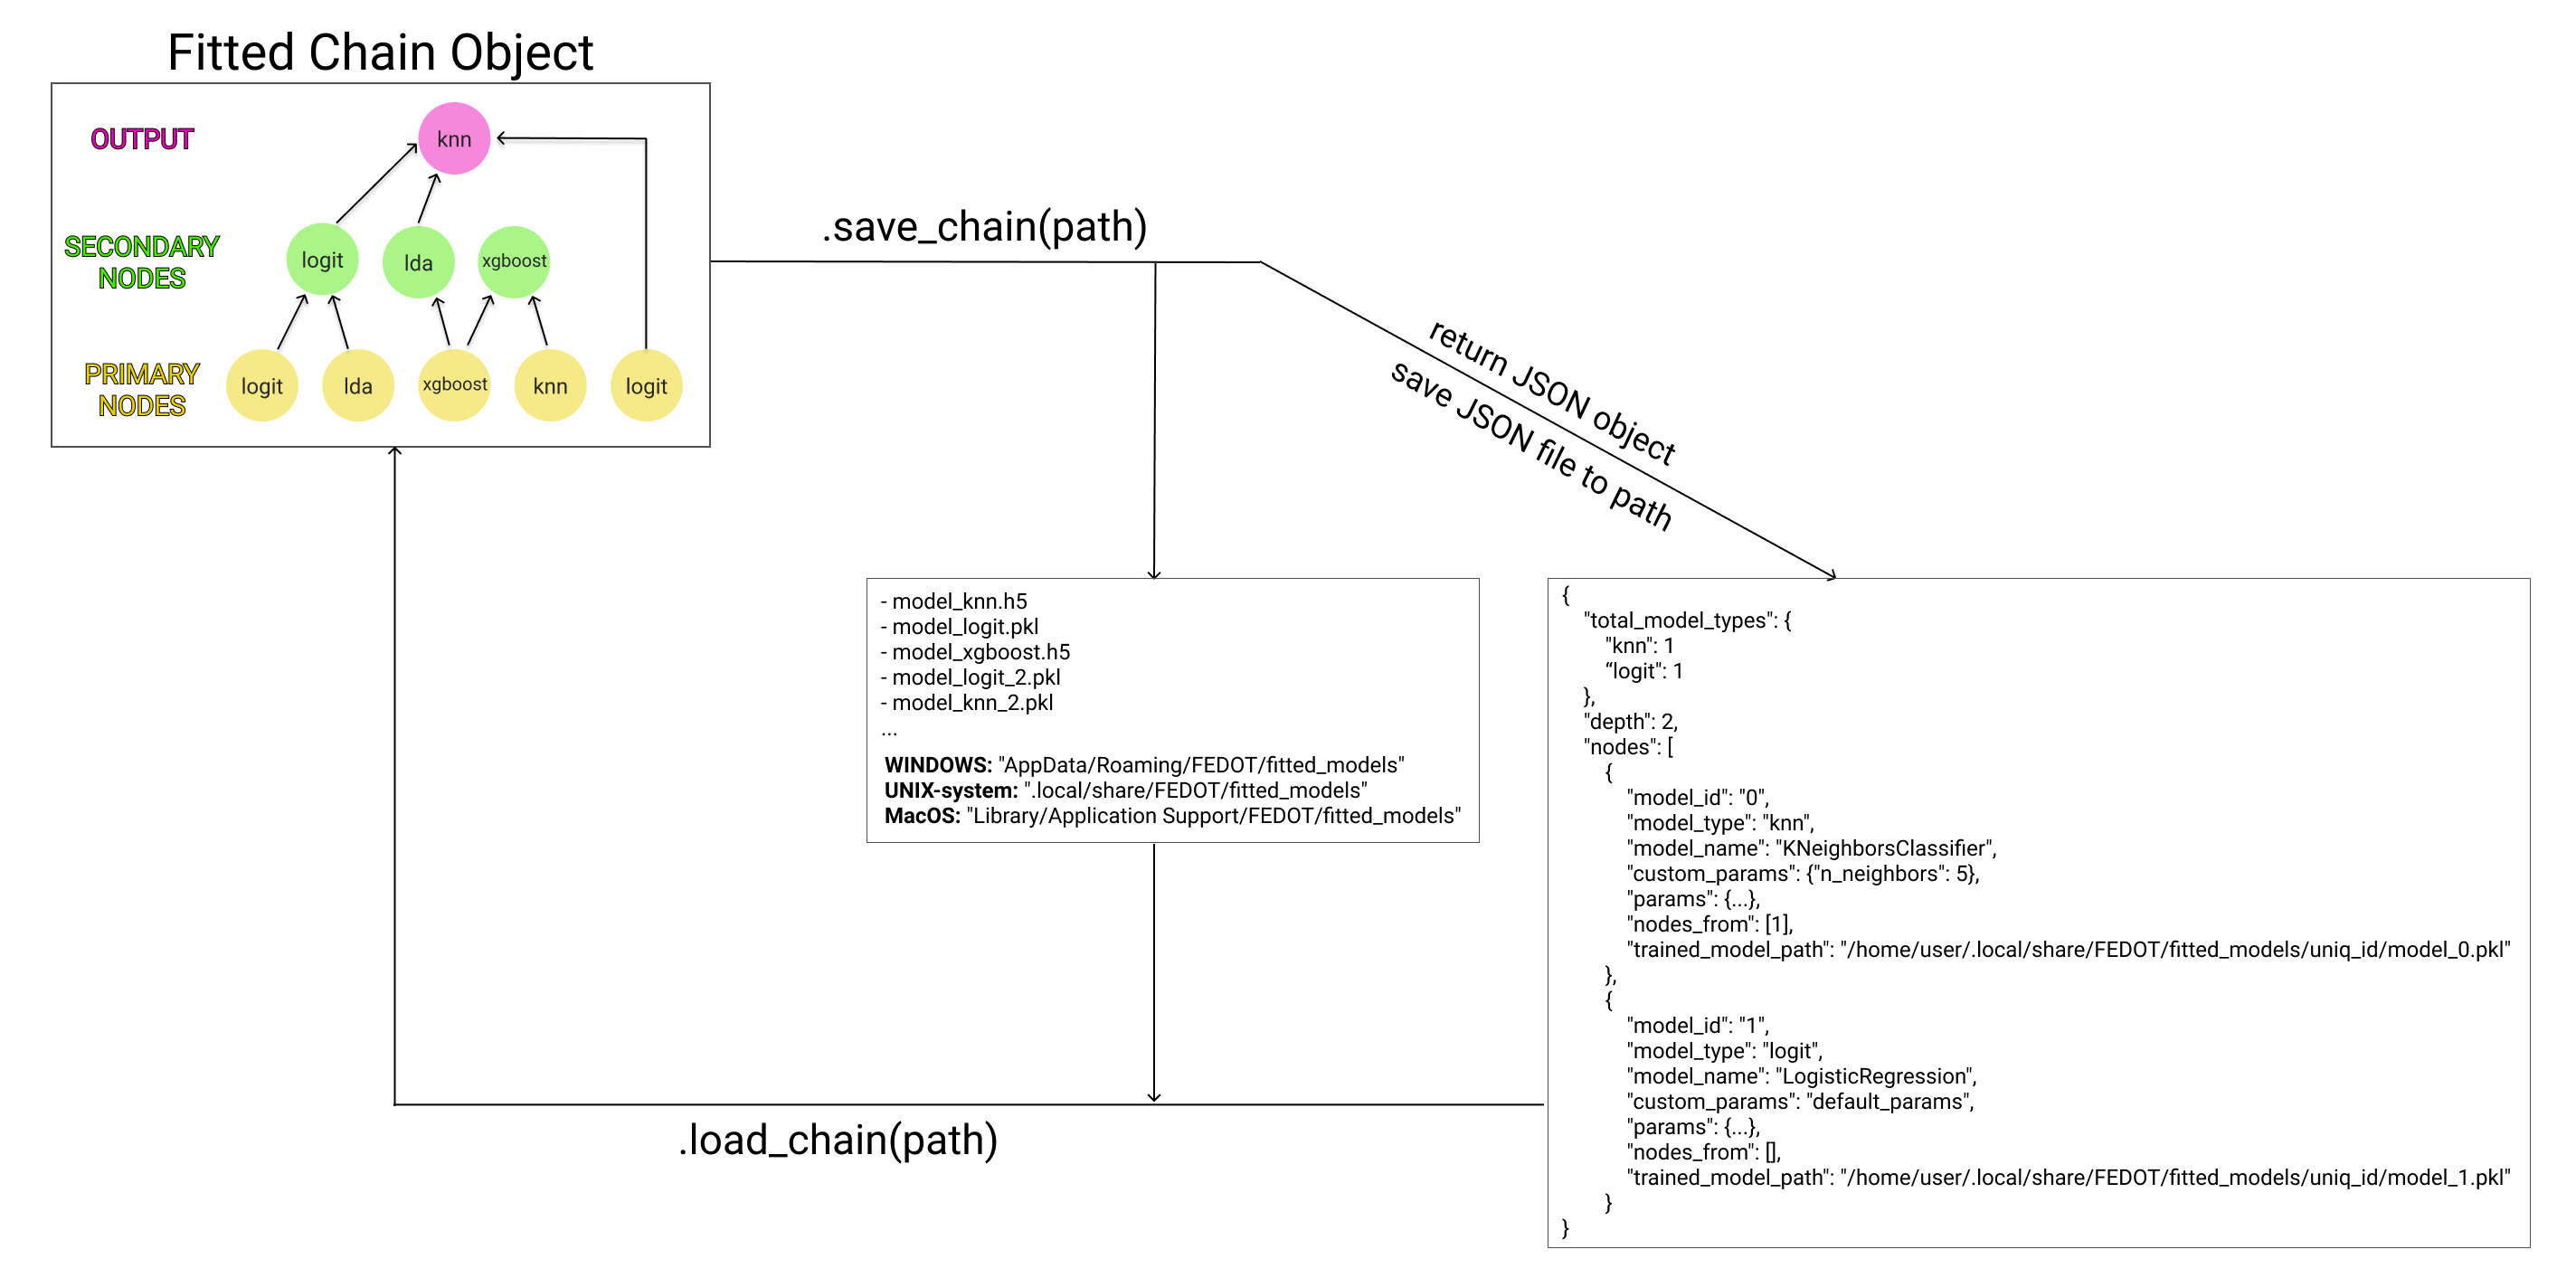 Fitted Chain Object
OUTPUT
knn
SECONDARY
NODES
logit
lda
xgboost
PRIMARY
NODES
logit
lda
xgboost
knn
logit
.save_chain(path)
return JSON object
save JSON file to path
- model_knn.h5
- model_logit.pkl
- model_xgboost.h5
- model_logit_2.pkl
- model_knn_2.pkl
...
WINDOWS: "AppData/Roaming/FEDOT/fitted_models"
UNIX-system: ".local/share/FEDOT/fitted_models"
MacOS: "Library/Application Support/FEDOT/fitted_models"
{
"total_model_types": {
"knn": 1
“logit": 1
},
"depth": 2,
"nodes": [
{
"model_id": "0",
"model_type": "knn",
"model_name": "KNeighborsClassifier",
"custom_params": {"n_neighbors": 5},
"params": {...},
"nodes_from": [1],
"trained_model_path": "/home/user/.local/share/FEDOT/fitted_models/uniq_id/model_0.pkl"
},
{
"model_id": "1",
"model_type": "logit",
"model_name": "LogisticRegression",
"custom_params": "default_params",
"params": {...},
"nodes_from": [],
"trained_model_path": "/home/user/.local/share/FEDOT/fitted_models/uniq_id/model_1.pkl"
}
}
.load_chain(path)